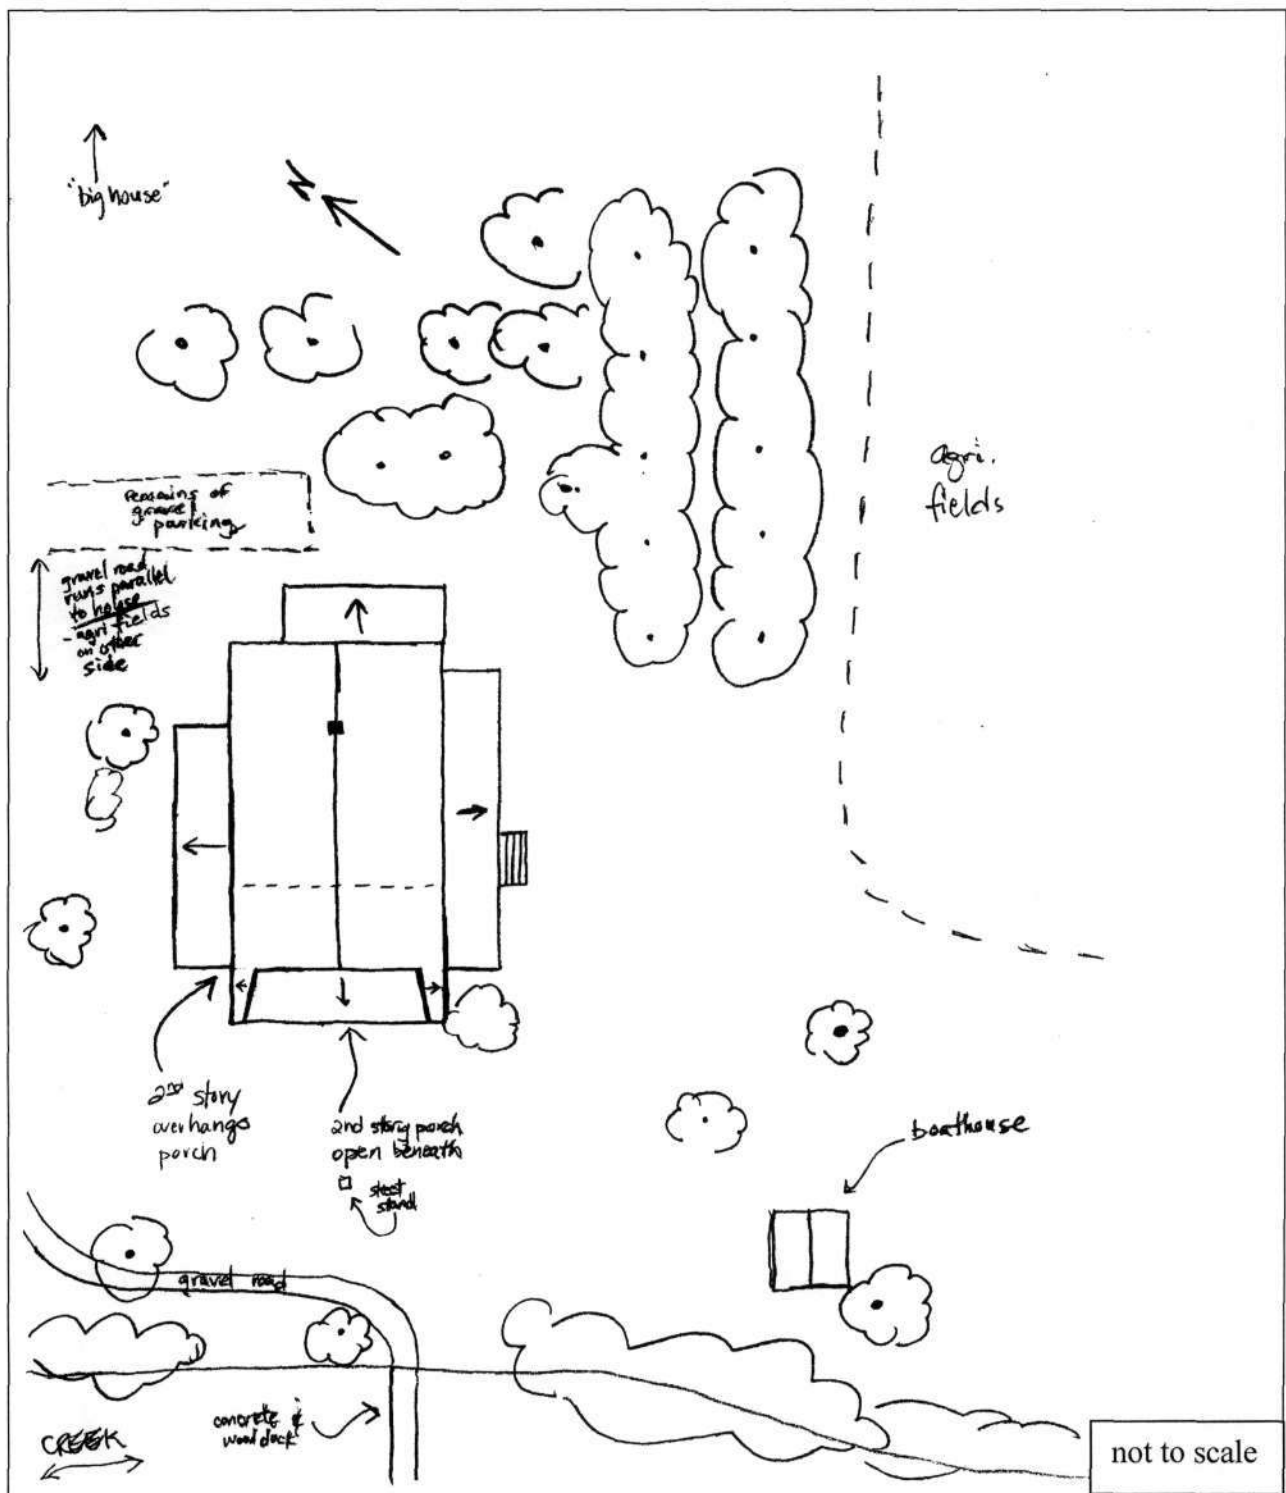 "big house"
N
remains of
gravel
parking
gravel road
runs parallel
to house
- agri fields
on other
side
agri.
fields
2nd story
overhangs
porch
2nd story porch
open beneath
skeet
stand
boathouse
gravel road
concrete &
wood dock
CREEK
not to scale